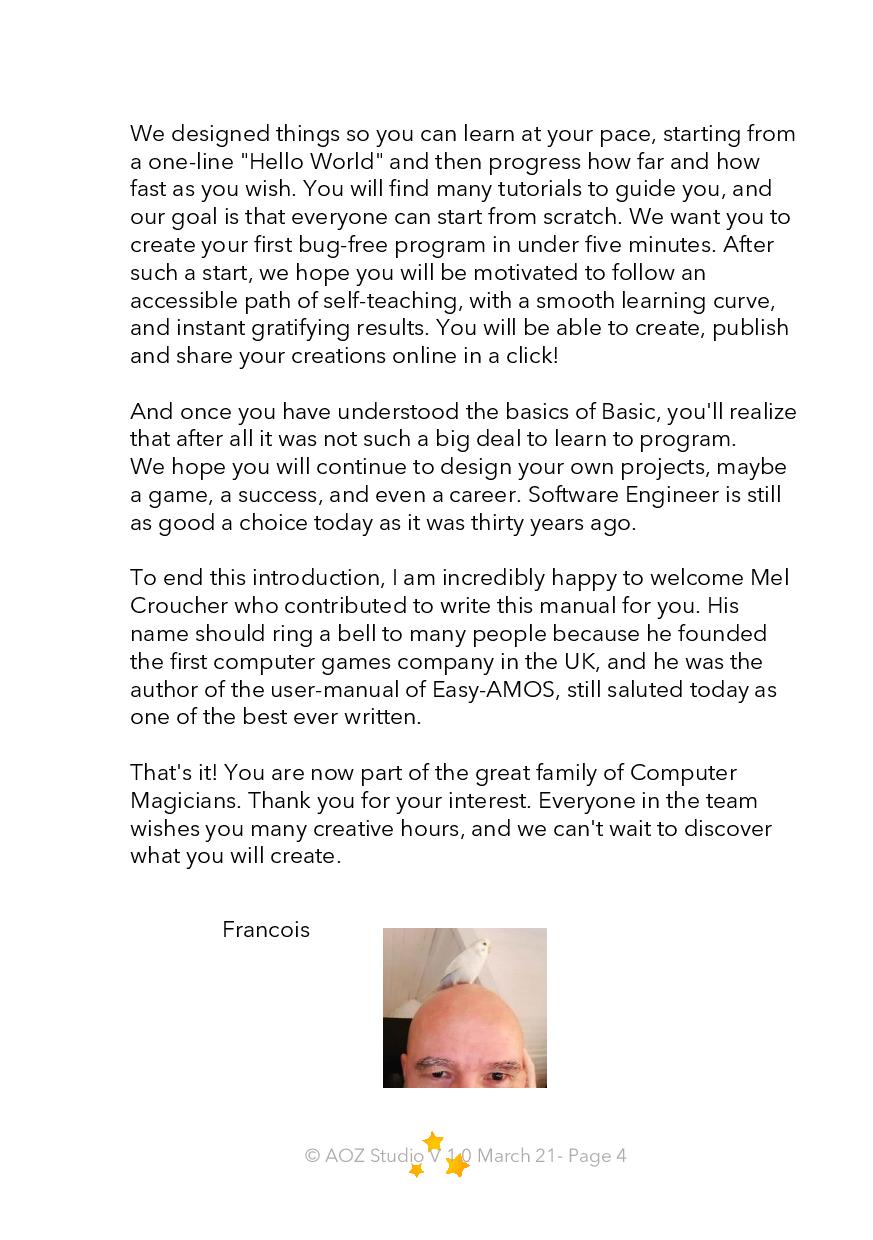 We designed things so you can learn at your pace, starting from
a one-line "Hello World" and then progress how far and how
fast as you wish. You will find many tutorials to guide you, and
our goal is that everyone can start from scratch. We want you to
create your first bug-free program in under five minutes. After
such a start, we hope you will be motivated to follow an
accessible path of self-teaching, with a smooth learning curve,
and instant gratifying results. You will be able to create, publish
and share your creations online in a click!
And once you have understood the basics of Basic, you'll realize
that after all it was not such a big deal to learn to program.
We hope you will continue to design your own projects, maybe
a game, a success, and even a career. Software Engineer is still
as good a choice today as it was thirty years ago.
To end this introduction, I am incredibly happy to welcome Mel
Croucher who contributed to write this manual for you. His
name should ring a bell to many people because he founded
the first computer games company in the UK, and he was the
author of the user-manual of Easy-AMOS, still saluted today as
one of the best ever written.
That's it! You are now part of the great family of Computer
Magicians. Thank you for your interest. Everyone in the team
wishes you many creative hours, and we can't wait to discover
what you will create.
Francois
© AOZ Studio V 1.0 March 21- Page 4